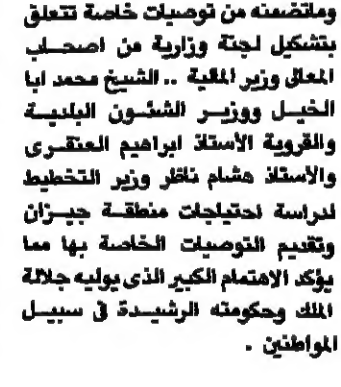 وماتضمنه من توصيات خاصة تتعلق
بتشكيل لجنة وزارية من اصحاب
المعالى وزير المالية .. الشيخ محمد ابا
الخيل ووزير الشئون البلدية
والقروية الأستاذ ابراهيم العنقرى
والأستاذ هشام ناظر وزير التخطيط
لدراسة احتياجات منطقة جيزان
وتقديم التوصيات الخاصة بها مما
يؤكد الاهتمام الكبير الذى يوليه جلالة
الملك وحكومته الرشيدة فى سبيل
المواطنين .